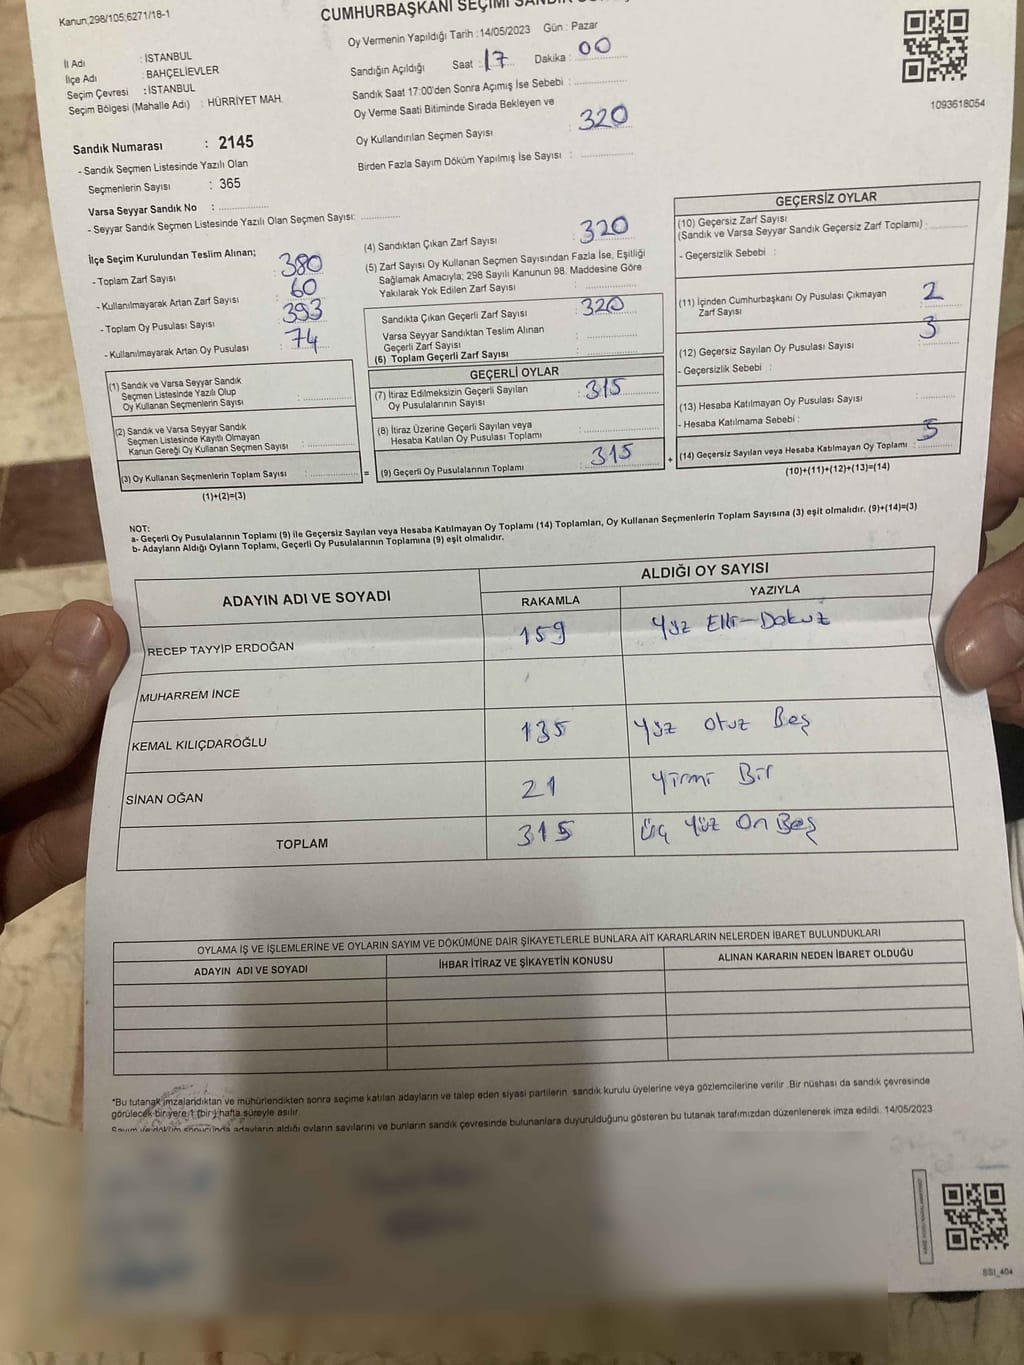 Kanun,298/105;6271/18-1
CUMHURBAŞKANI SEÇİMİ
Oy Vermenin Yapıldığı Tarih : 14/05/2023 Gün : Pazar
İl Adı : İSTANBUL
İlçe Adı : BAHÇELİEVLER
Seçim Çevresi : İSTANBUL
Seçim Bölgesi (Mahalle Adı) : HÜRRİYET MAH.
Sandığın Açıldığı Saat : 17 Dakika : 00
Sandık Saat 17:00'den Sonra Açımış İse Sebebi :
Oy Verme Saati Bitiminde Sırada Bekleyen ve
Oy Kullandırılan Seçmen Sayısı : 320
Birden Fazla Sayım Döküm Yapılmış İse Sayısı :
1093618054
Sandık Numarası : 2145
- Sandık Seçmen Listesinde Yazılı Olan
Seçmenlerin Sayısı : 365
Varsa Seyyar Sandık No :
- Seyyar Sandık Seçmen Listesinde Yazılı Olan Seçmen Sayısı:
İlçe Seçim Kurulundan Teslim Alınan;
- Toplam Zarf Sayısı : 380
- Kullanılmayarak Artan Zarf Sayısı : 60
- Toplam Oy Pusulası Sayısı : 393
- Kullanılmayarak Artan Oy Pusulası : 74
(4) Sandıktan Çıkan Zarf Sayısı : 320
(5) Zarf Sayısı Oy Kullanan Seçmen Sayısından Fazla İse, Eşitliği
Sağlamak Amacıyla; 298 Sayılı Kanunun 98. Maddesine Göre
Yakılarak Yok Edilen Zarf Sayısı :
Sandıkta Çıkan Geçerli Zarf Sayısı : 320
Varsa Seyyar Sandıktan Teslim Alınan
Geçerli Zarf Sayısı :
(6) Toplam Geçerli Zarf Sayısı :
GEÇERSİZ OYLAR
(10) Geçersiz Zarf Sayısı
(Sandık ve Varsa Seyyar Sandık Geçersiz Zarf Toplamı) :
- Geçersizlik Sebebi :
(11) İçinden Cumhurbaşkanı Oy Pusulası Çıkmayan
Zarf Sayısı : 2
(12) Geçersiz Sayılan Oy Pusulası Sayısı : 3
- Geçersizlik Sebebi :
(13) Hesaba Katılmayan Oy Pusulası Sayısı :
- Hesaba Katılmama Sebebi :
(14) Geçersiz Sayılan veya Hesaba Katılmayan Oy Toplamı : 5
(10)+(11)+(12)+(13)=(14)
(1) Sandık ve Varsa Seyyar Sandık
Seçmen Listesinde Yazılı Olup
Oy Kullanan Seçmenlerin Sayısı :
(2) Sandık ve Varsa Seyyar Sandık
Seçmen Listesinde Kayıtlı Olmayan
Kanun Gereği Oy Kullanan Seçmen Sayısı :
(3) Oy Kullanan Seçmenlerin Toplam Sayısı :
(1)+(2)=(3)
=
GEÇERLİ OYLAR
(7) İtiraz Edilmeksizin Geçerli Sayılan
Oy Pusulalarının Sayısı : 315
(8) İtiraz Üzerine Geçerli Sayılan veya
Hesaba Katılan Oy Pusulası Toplamı :
(9) Geçerli Oy Pusulalarının Toplamı : 315
+
NOT:
a- Geçerli Oy Pusulalarının Toplamı (9) ile Geçersiz Sayılan veya Hesaba Katılmayan Oy Toplamı (14) Toplamları, Oy Kullanan Seçmenlerin Toplam Sayısına (3) eşit olmalıdır. (9)+(14)=(3)
b- Adayların Aldığı Oyların Toplamı, Geçerli Oy Pusulalarının Toplamına (9) eşit olmalıdır.
ADAYIN ADI VE SOYADI
ALDIĞI OY SAYISI
RAKAMLA YAZIYLA
RECEP TAYYİP ERDOĞAN 159 Yüz Elli-Dokuz
MUHARREM İNCE
KEMAL KILIÇDAROĞLU 135 Yüz Otuz Beş
SİNAN OĞAN 21 Yirmi Bir
TOPLAM 315 Üç Yüz On Beş
OYLAMA İŞ VE İŞLEMLERİNE VE OYLARIN SAYIM VE DÖKÜMÜNE DAİR ŞİKAYETLERLE BUNLARA AİT KARARLARIN NELERDEN İBARET BULUNDUKLARI
ADAYIN ADI VE SOYADI İHBAR İTİRAZ VE ŞİKAYETİN KONUSU ALINAN KARARIN NEDEN İBARET OLDUĞU
*Bu tutanak imzalandıktan ve mühürlendikten sonra seçime katılan adayların ve talep eden siyasi partilerin sandık kurulu üyelerine veya gözlemcilerine verilir .Bir nüshası da sandık çevresinde
görülecek bir yere 1 (bir) hafta süreyle asılır.
Sayım ve döküm sonucunda adayların aldığı oyların sayılarını ve bunların sandık çevresinde bulunanlara duyurulduğunu gösteren bu tutanak tarafımızdan düzenlenerek imza edildi. 14/05/2023
SSI_404